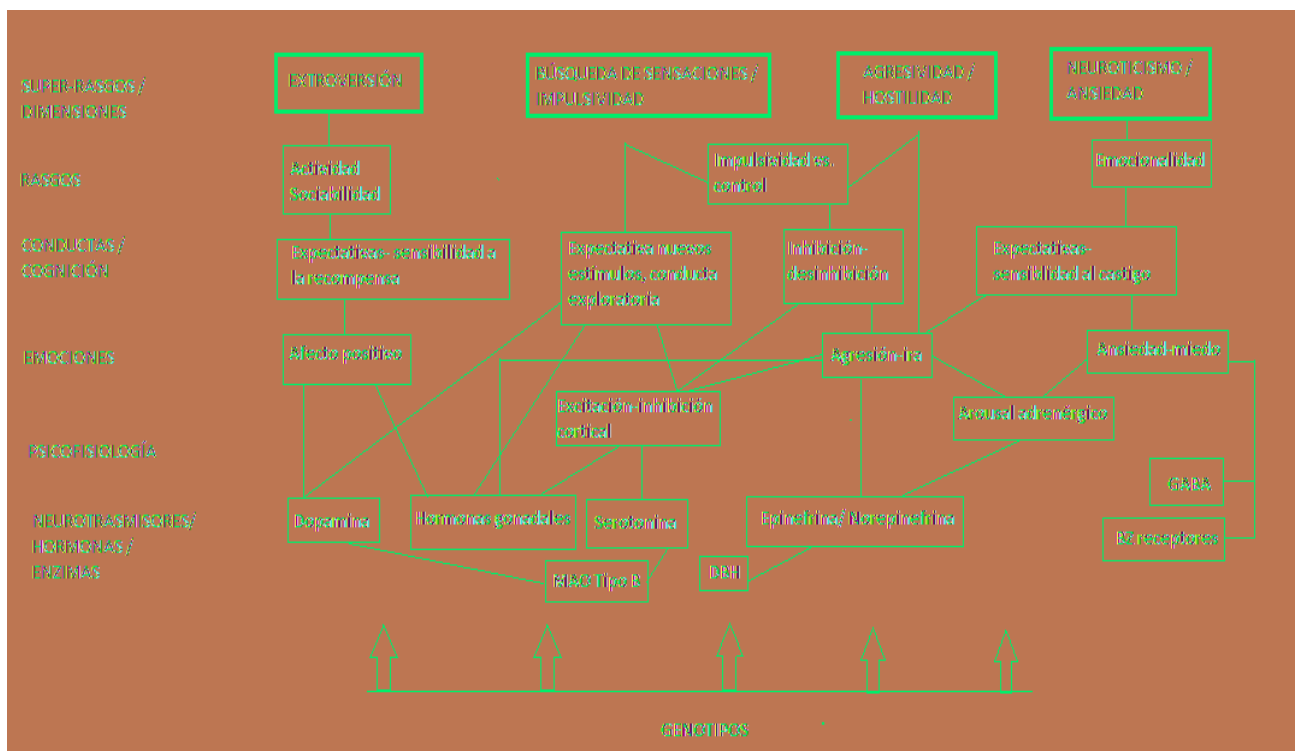 SUPER-RASGOS /
DIMENSIONES
EXTROVERSIÓN
BÚSQUEDA DE SENSACIONES /
IMPULSIVIDAD
AGRESIVIDAD /
HOSTILIDAD
NEUROTICISMO /
ANSIEDAD
RASGOS
Actividad
Sociabilidad
Impulsividad vs.
control
Emocionalidad
CONDUCTAS /
COGNICIÓN
Expectativas- sensibilidad a
la recompensa
Expectativa nuevos
estímulos, conducta
exploratoria
Inhibición-
desinhibición
Expectativas-
sensiblidad al castigo
EMOCIONES
Afecto positivo
Agresión-ira
Ansiedad-miedo
PSICOFISIOLOGÍA
Excitación-inhibición
cortical
Arousal adrenérgico
NEUROTRASMISORES/
HORMONAS /
ENZIMAS
Dopamina
Hormonas gonadales
Serotonina
Epinefrina/ Norepinefrina
GABA
BZ receptores
MAO Tipo B
DBH
GENOTIPOS